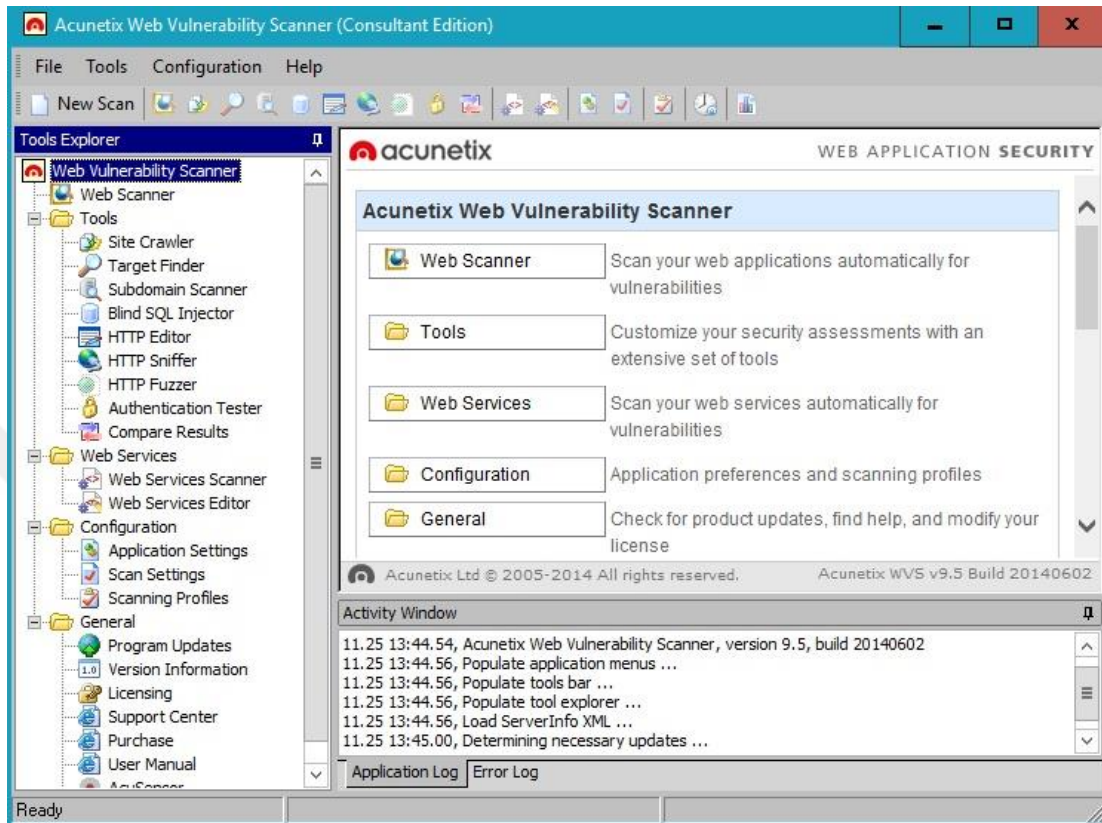 Acunetix Web Vulnerability Scanner (Consultant Edition)
File Tools Configuration Help
New Scan
Tools Explorer
Web Vulnerability Scanner
Web Scanner
Tools
Site Crawler
Target Finder
Subdomain Scanner
Blind SQL Injector
HTTP Editor
HTTP Sniffer
HTTP Fuzzer
Authentication Tester
Compare Results
Web Services
Web Services Scanner
Web Services Editor
Configuration
Application Settings
Scan Settings
Scanning Profiles
General
Program Updates
1.0 Version Information
Licensing
Support Center
Purchase
User Manual
AcuSensor
acunetix WEB APPLICATION SECURITY
Acunetix Web Vulnerability Scanner
Web Scanner Scan your web applications automatically for
vulnerabilities
Tools Customize your security assessments with an
extensive set of tools
Web Services Scan your web services automatically for
vulnerabilities
Configuration Application preferences and scanning profiles
General Check for product updates, find help, and modify your
license
Acunetix Ltd © 2005-2014 All rights reserved. Acunetix WVS v9.5 Build 20140602
Activity Window
11.25 13:44.54, Acunetix Web Vulnerability Scanner, version 9.5, build 20140602
11.25 13:44.56, Populate application menus ...
11.25 13:44.56, Populate tools bar ...
11.25 13:44.56, Populate tool explorer ...
11.25 13:44.56, Load ServerInfo XML ...
11.25 13:45.00, Determining necessary updates ...
Application Log Error Log
Ready